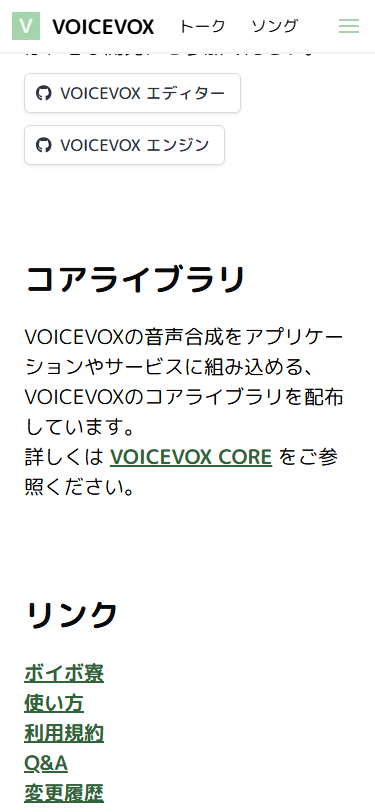 V VOICEVOX トーク ソング
VOICEVOX エディター
VOICEVOX エンジン
コアライブラリ
VOICEVOXの音声合成をアプリケー
ションやサービスに組み込める、
VOICEVOXのコアライブラリを配布
しています。
詳しくは VOICEVOX CORE をご参
照ください。
リンク
ボイボ寮
使い方
利用規約
Q&A
変更履歴